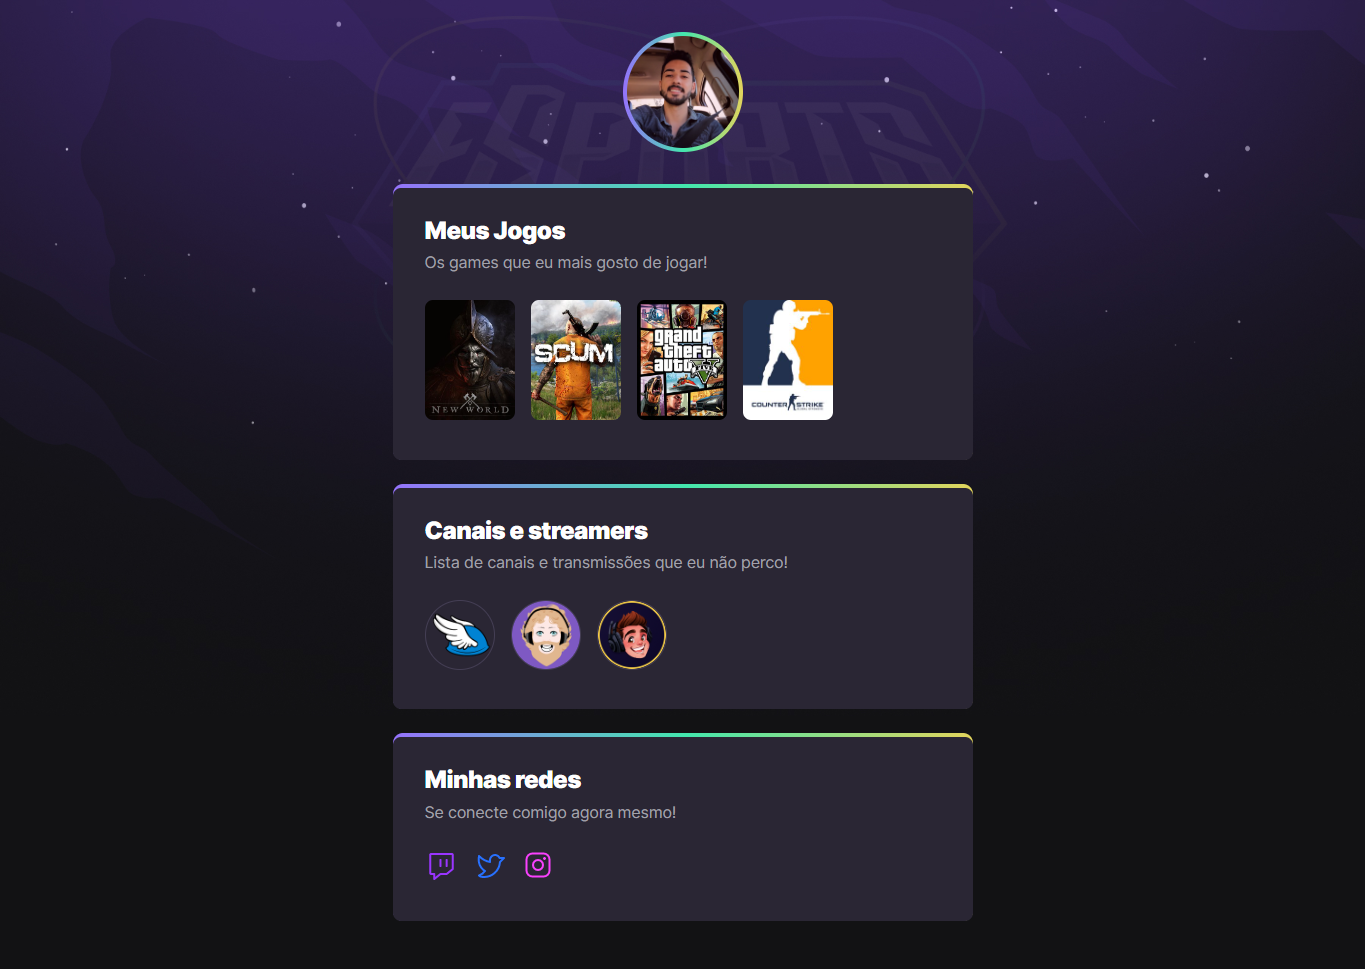 ESPORTS
Meus Jogos
Os games que eu mais gosto de jogar!
NEW WORLD
SCUM
grand
theft
auto V
FIVE
COUNTER STRIKE
Canais e streamers
Lista de canais e transmissões que eu não perco!
Minhas redes
Se conecte comigo agora mesmo!